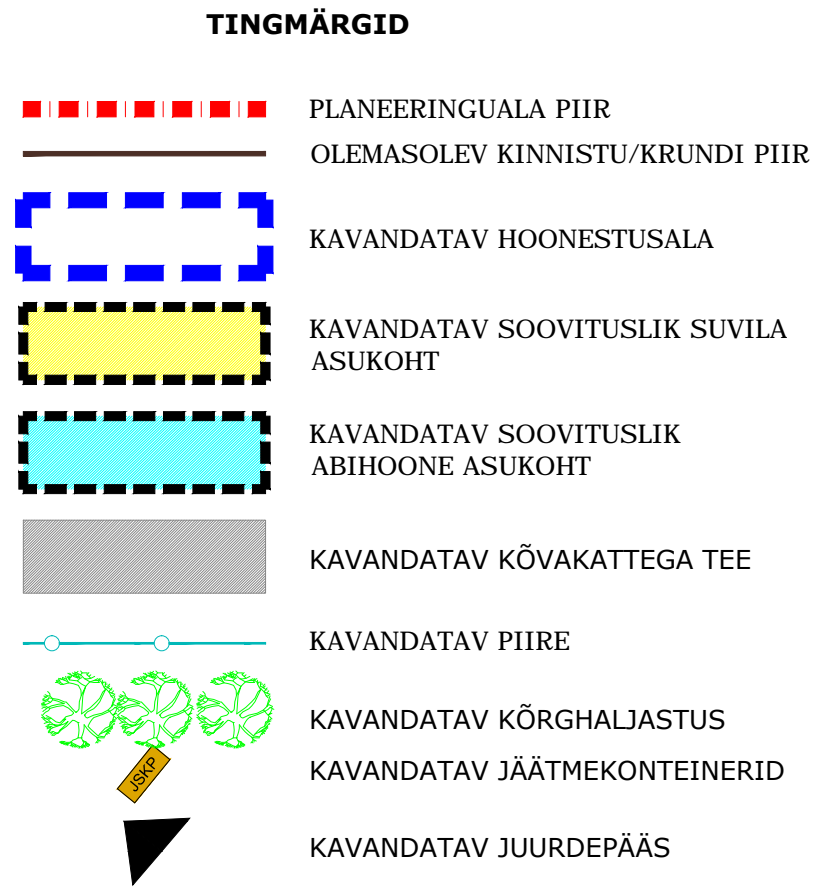 TINGMÄRGID
PLANEERINGUALA PIIR
OLEMASOLEV KINNISTU/KRUNDI PIIR
KAVANDATAV HOONESTUSALA
KAVANDATAV SOOVITUSLIK SUVILA
ASUKOHT
KAVANDATAV SOOVITUSLIK
ABIHOONE ASUKOHT
KAVANDATAV KÕVAKATTEGA TEE
KAVANDATAV PIIRE
KAVANDATAV KÕRGHALJASTUS
JSKP
KAVANDATAV JÄÄTMEKONTEINERID
KAVANDATAV JUURDEPÄÄS